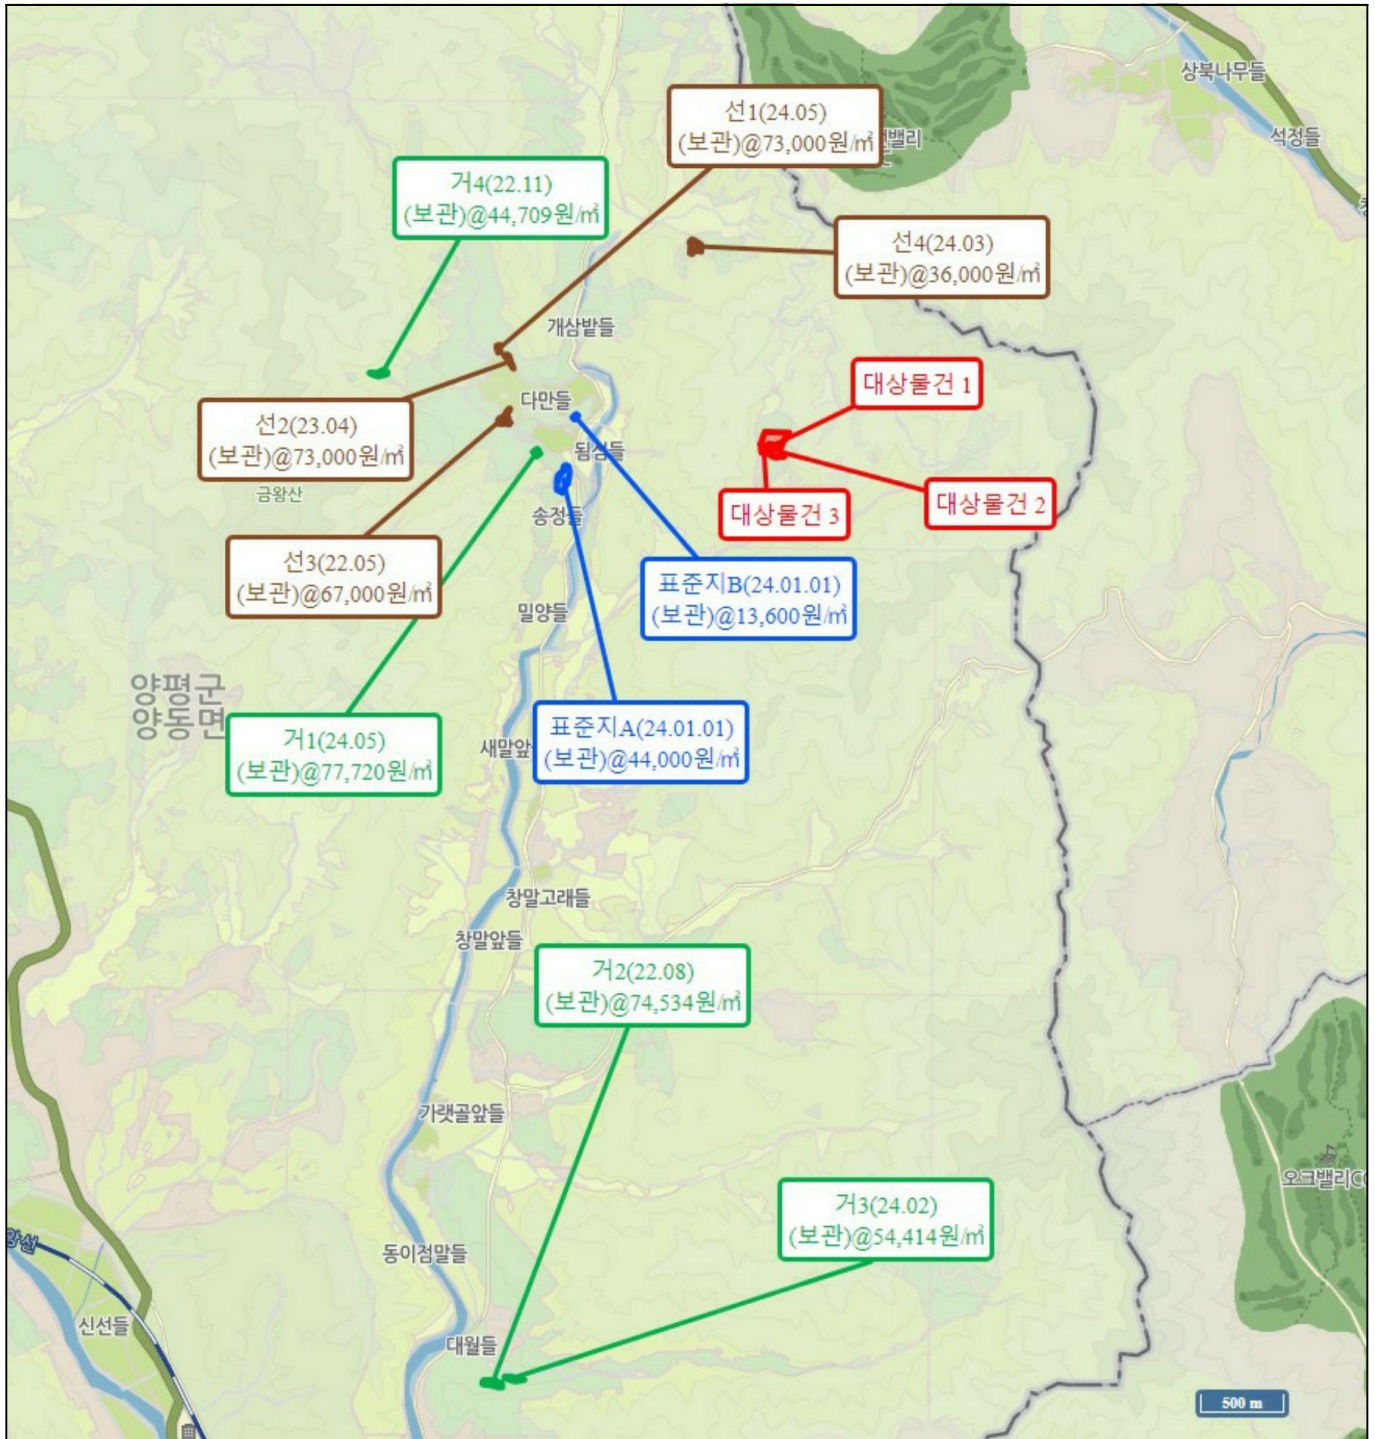 상북나무들
석정들
선1(24.05)
(보관)@73,000원/㎡
밸리
거4(22.11)
(보관)@44,709원/㎡
선4(24.03)
(보관)@36,000원/㎡
개삼밭들
대상물건 1
다만들
선2(23.04)
(보관)@73,000원/㎡
됨섬들
금왕산
대상물건 3
대상물건 2
송정들
선3(22.05)
(보관)@67,000원/㎡
표준지B(24.01.01)
(보관)@13,600원/㎡
밀양들
양평군
양동면
거1(24.05)
(보관)@77,720원/㎡
새말앞
표준지A(24.01.01)
(보관)@44,000원/㎡
창말고래들
창말앞들
거2(22.08)
(보관)@74,534원/㎡
가랫골앞들
오크밸리CC
거3(24.02)
(보관)@54,414원/㎡
동이점말들
신선들
대월들
500 m